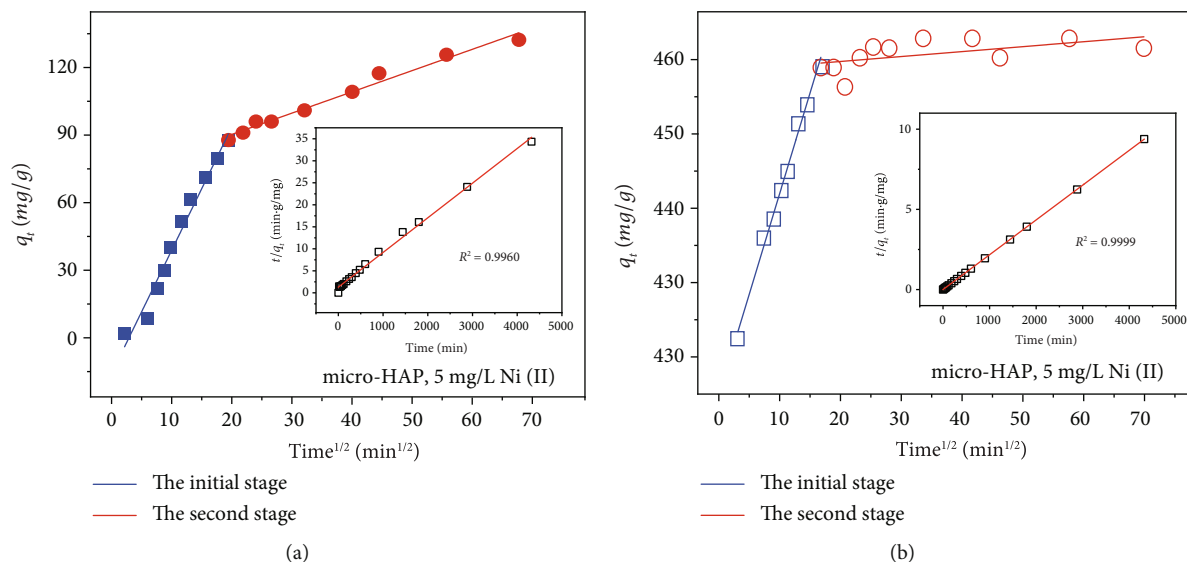 (a)
q_t (mg/g)
120
90
60
30
0
0 10 20 30 40 50 60 70
Time^1/2 (min^1/2)
t/q_t (min·g/mg)
35
30
25
20
15
10
5
0
R² = 0.9960
0 1000 2000 3000 4000 5000
Time (min)
micro-HAP, 5 mg/L Ni (II)
The initial stage
The second stage
(a)
(b)
q_t (mg/g)
460
450
440
430
430
0 10 20 30 40 50 60 70
Time^1/2 (min^1/2)
t/q_t (min·g/mg)
10
5
0
R² = 0.9999
0 1000 2000 3000 4000 5000
Time (min)
micro-HAP, 5 mg/L Ni (II)
The initial stage
The second stage
(b)